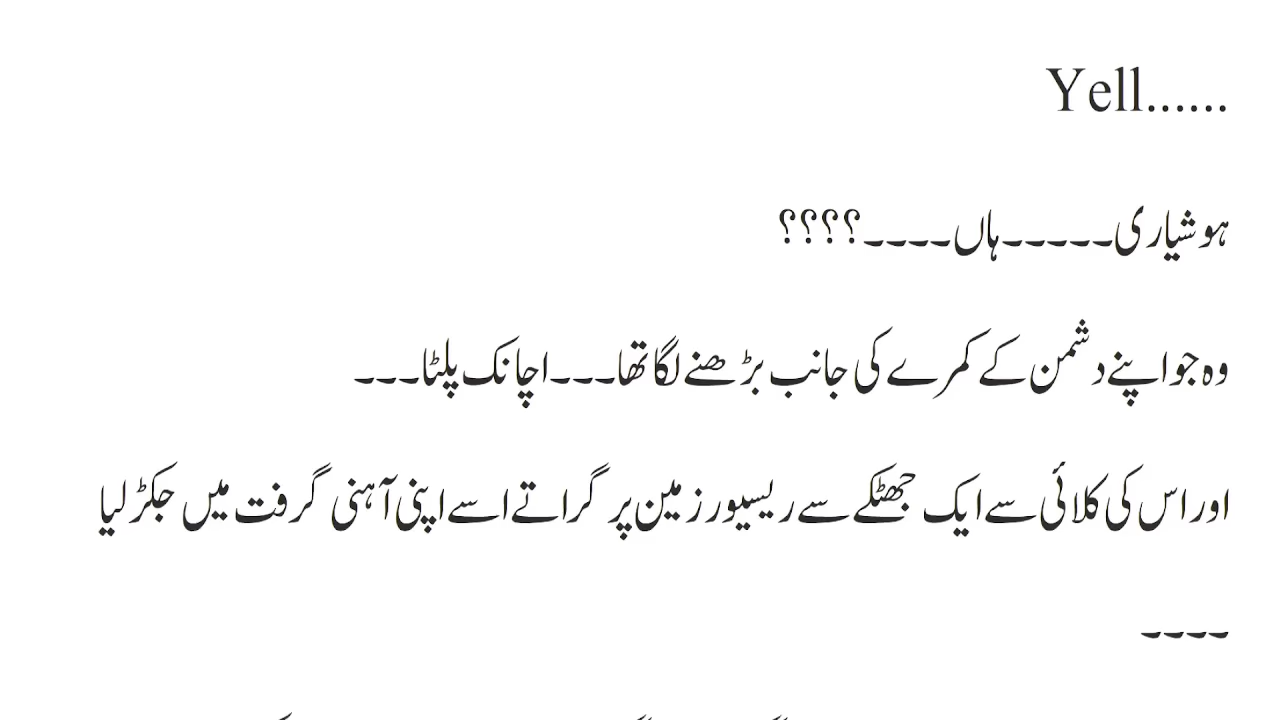 Yell......
ہوشیاری۔۔۔۔۔ہاں۔۔۔۔؟؟؟؟
وہ جو اپنے دشمن کے کمرے کی جانب بڑھنے لگا تھا۔۔۔اچانک پلٹا۔۔۔
اور اس کی کلائی سے ایک جھٹکے سے ریسیور زمین پر گراتے اسے اپنی آہنی گرفت میں جکڑ لیا
۔۔۔۔